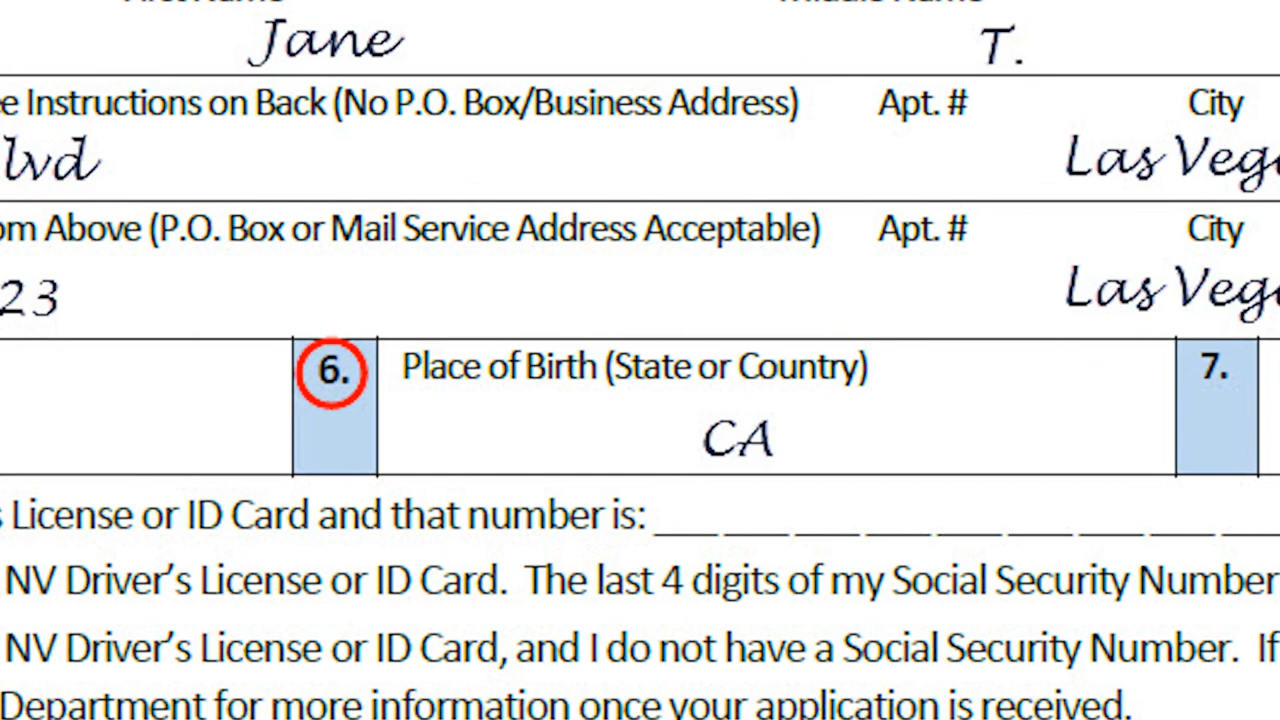 Jane T.
Instructions on Back (No P.O. Box/Business Address) Apt. # City
lvd Las
Above (P.O. Box or Mail Service Address Acceptable) Apt. # City
23 Las
6. Place of Birth (State or Country) 7.
CA
License or ID Card and that number is:
NV Driver's License or ID Card. The last 4 digits of my Social Security Number
NV Driver's License or ID Card, and I do not have a Social Security Number. If
Department for more information once your application is received.